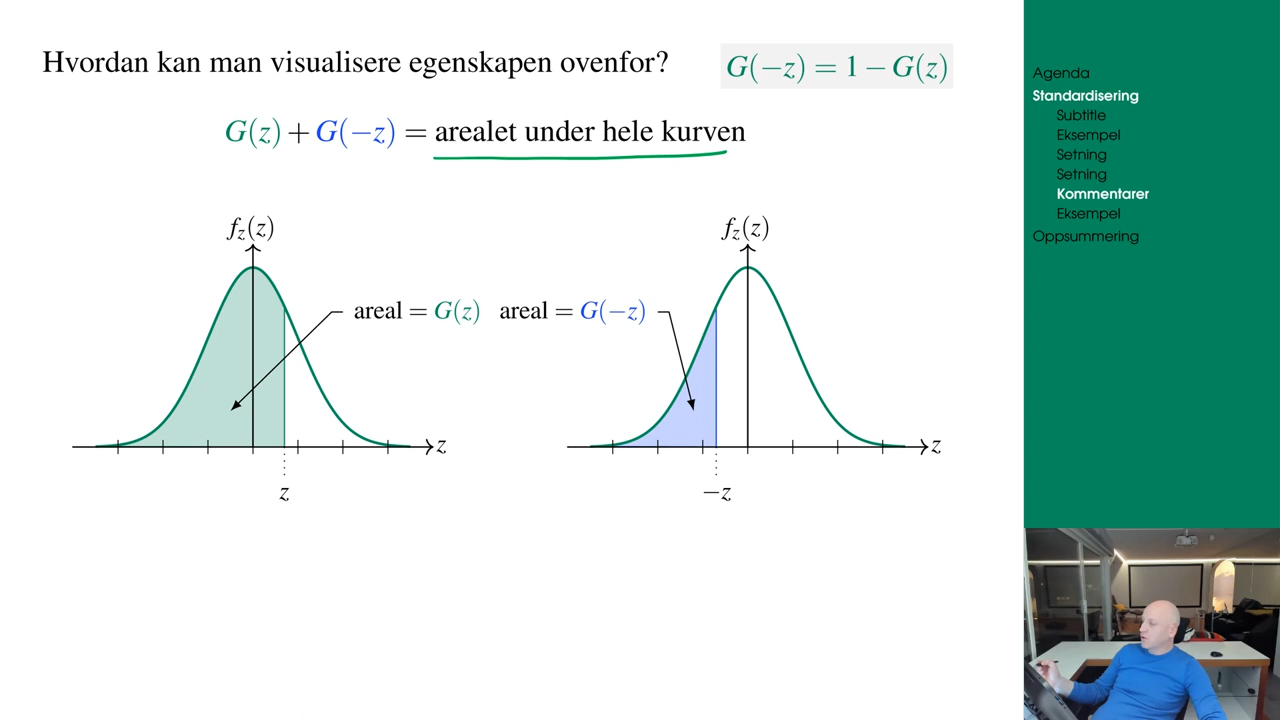 Hvordan kan man visualisere egenskapen ovenfor?
G(−z) = 1 − G(z)
G(z) + G(−z) = arealet under hele kurven
f_z(z)
areal = G(z)
z
z
f_z(z)
areal = G(−z)
z
−z
Agenda
Standardisering
Subtitle
Eksempel
Setning
Setning
Kommentarer
Eksempel
Oppsummering